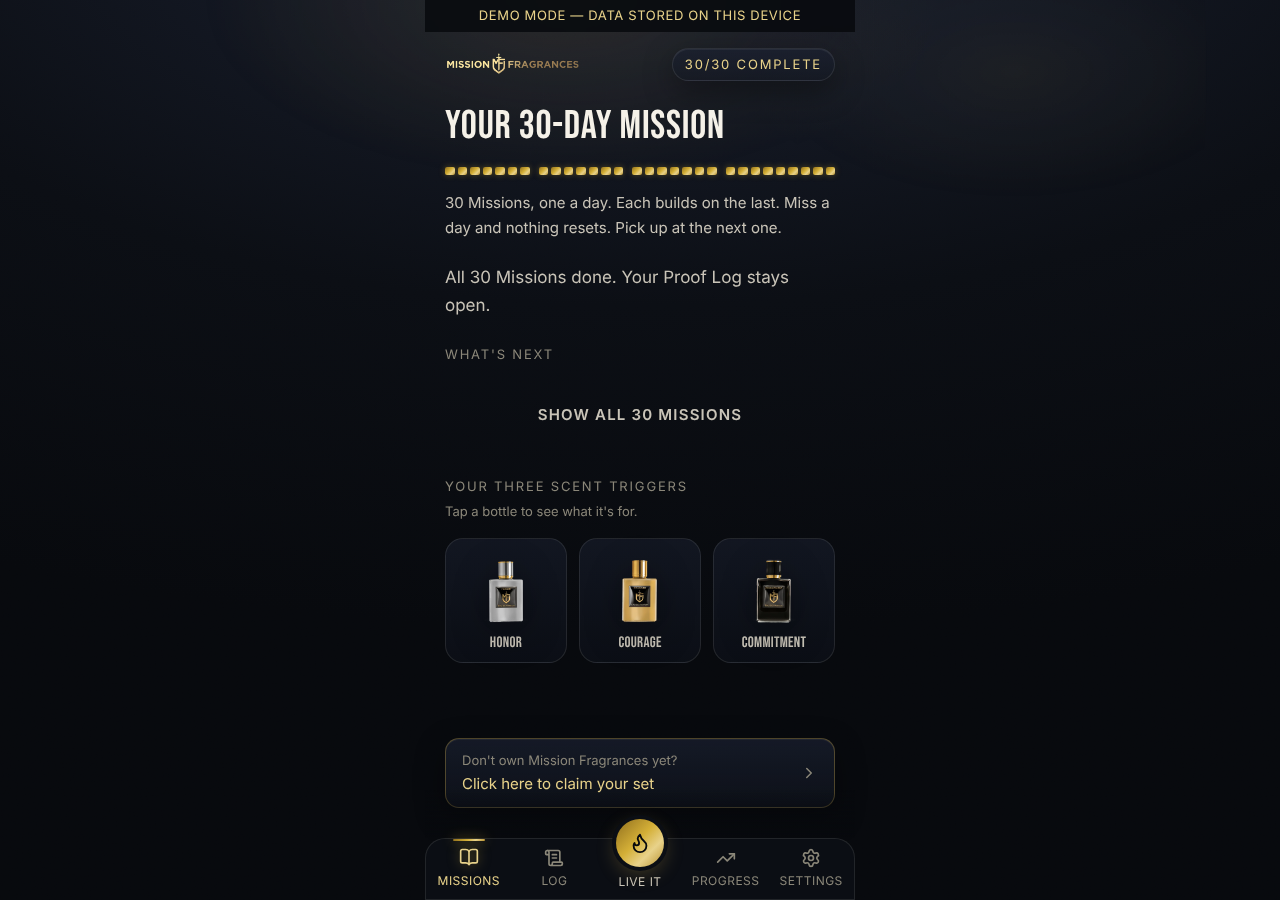 DEMO MODE — DATA STORED ON THIS DEVICE
MISSION FRAGRANCES
30/30 COMPLETE
YOUR 30-DAY MISSION
30 Missions, one a day. Each builds on the last. Miss a
day and nothing resets. Pick up at the next one.
All 30 Missions done. Your Proof Log stays
open.
WHAT'S NEXT
SHOW ALL 30 MISSIONS
YOUR THREE SCENT TRIGGERS
Tap a bottle to see what it's for.
HONOR
COURAGE
COMMITMENT
Don't own Mission Fragrances yet?
Click here to claim your set
MISSIONS
LOG
LIVE IT
PROGRESS
SETTINGS